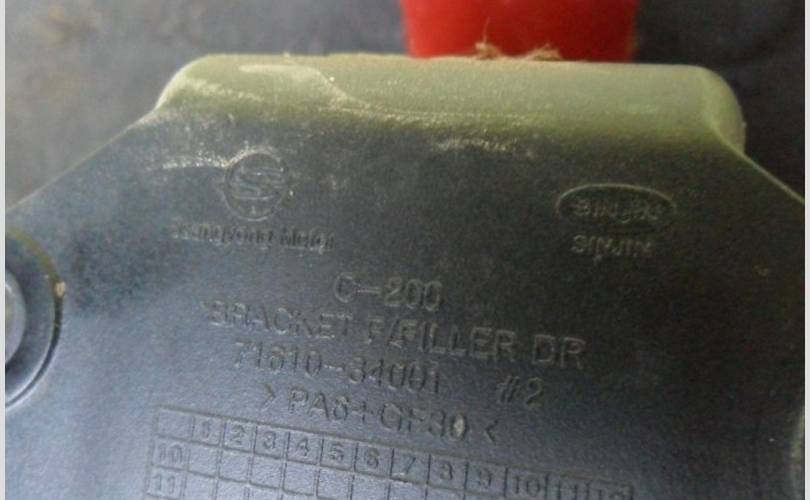 SINJIN
Ssangyong Motor
SINJIN
C-200
BRACKET F/FILLER DR
71610-34001 #2
>PA6+GF30<
1 2 3 4 5 6 7 8 9 10 11 12
10
11